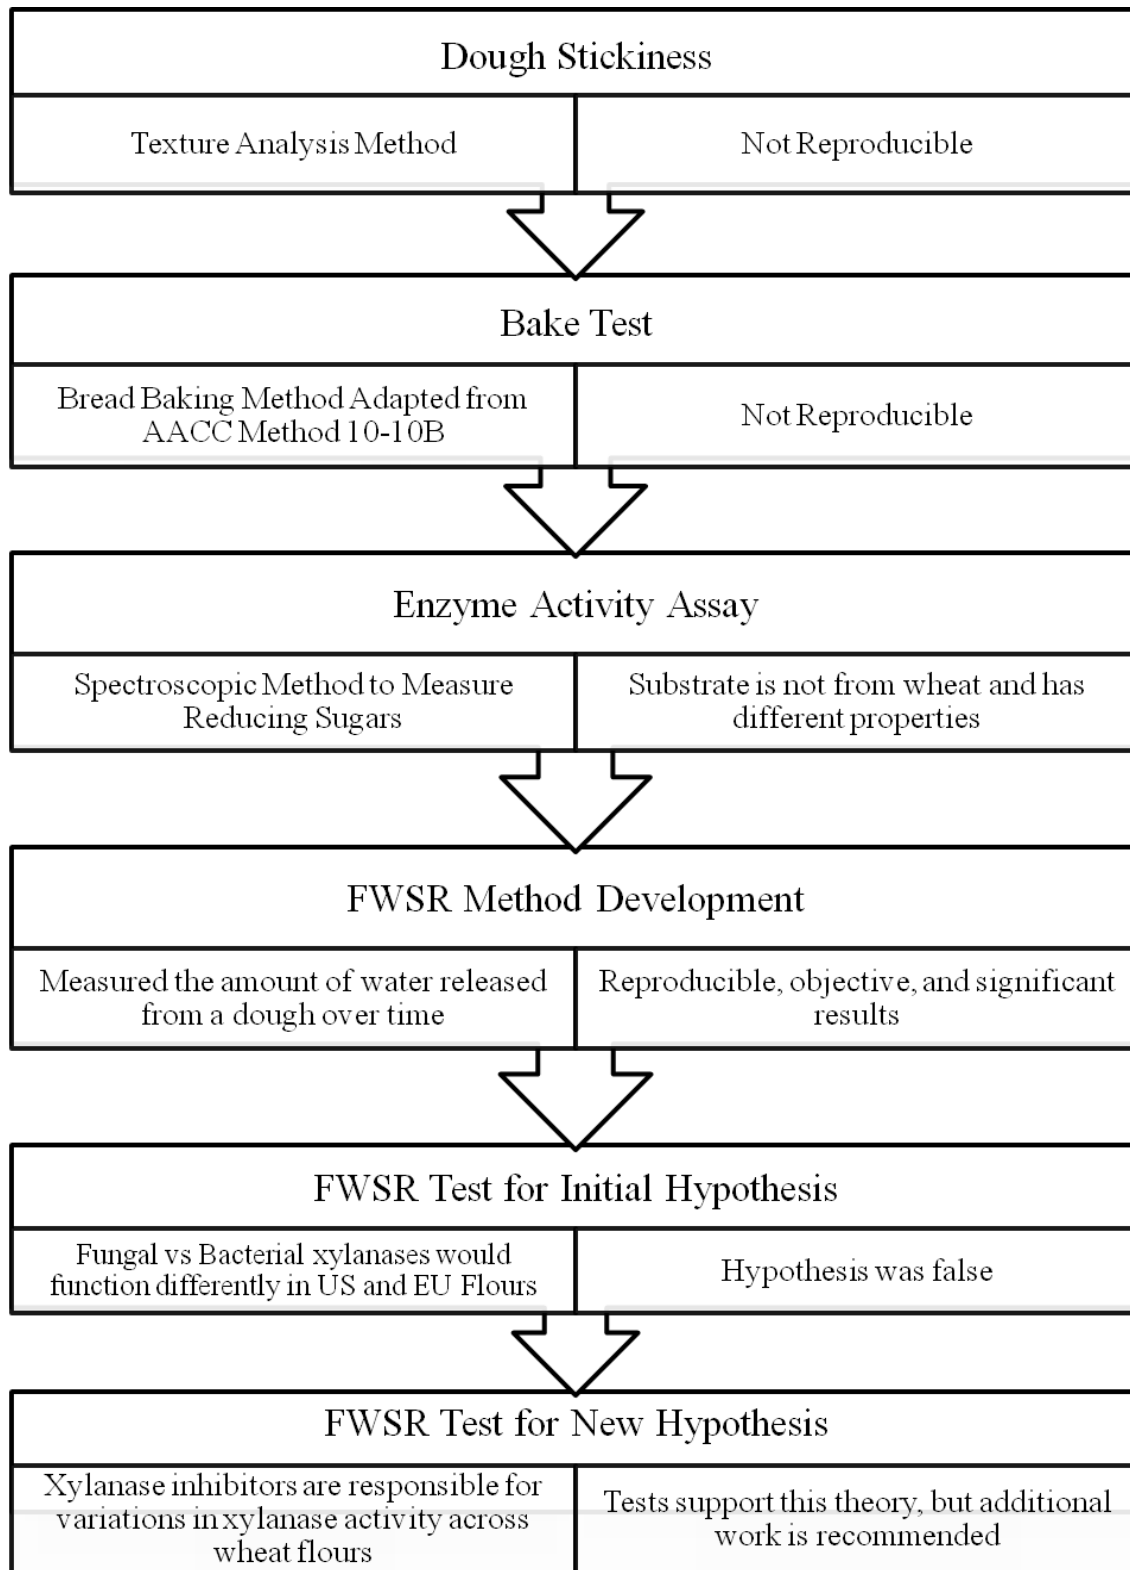 Dough Stickiness
Texture Analysis Method
Not Reproducible
Bake Test
Bread Baking Method Adapted from
AACC Method 10-10B
Not Reproducible
Enzyme Activity Assay
Spectroscopic Method to Measure
Reducing Sugars
Substrate is not from wheat and has
different properties
FWSR Method Development
Measured the amount of water released
from a dough over time
Reproducible, objective, and significant
results
FWSR Test for Initial Hypothesis
Fungal vs Bacterial xylanases would
function differently in US and EU Flours
Hypothesis was false
FWSR Test for New Hypothesis
Xylanase inhibitors are responsible for
variations in xylanase activity across
wheat flours
Tests support this theory, but additional
work is recommended